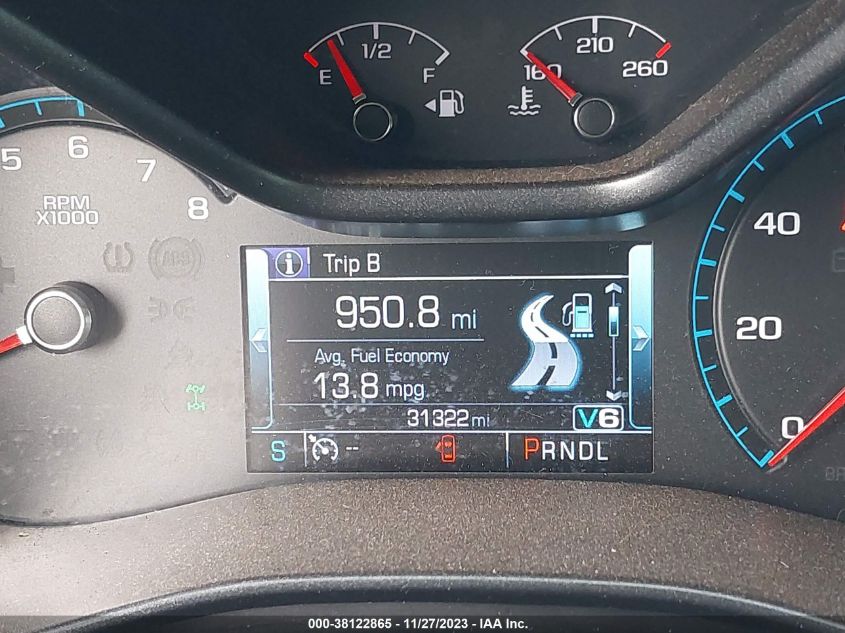 E 1/2 F
160 210 260
5 6 7 8
RPM
X1000
ABS
40
20
0
Trip B
950.8 mi
Avg. Fuel Economy
13.8 mpg
31322 mi
V6
S -- PRNDL
000-38122865 - 11/27/2023 - IAA Inc.